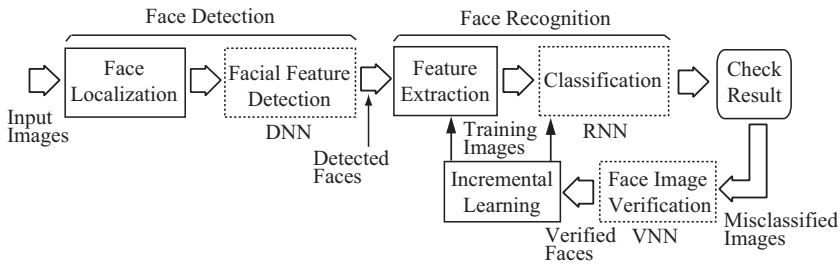 Face Detection
Face Recognition
Face
Localization
Facial Feature
Detection
Feature
Extraction
Classification
Check
Result
Input
Images
DNN
Detected
Faces
Training
Images
RNN
Incremental
Learning
Face Image
Verification
Verified
Faces
VNN
Misclassified
Images